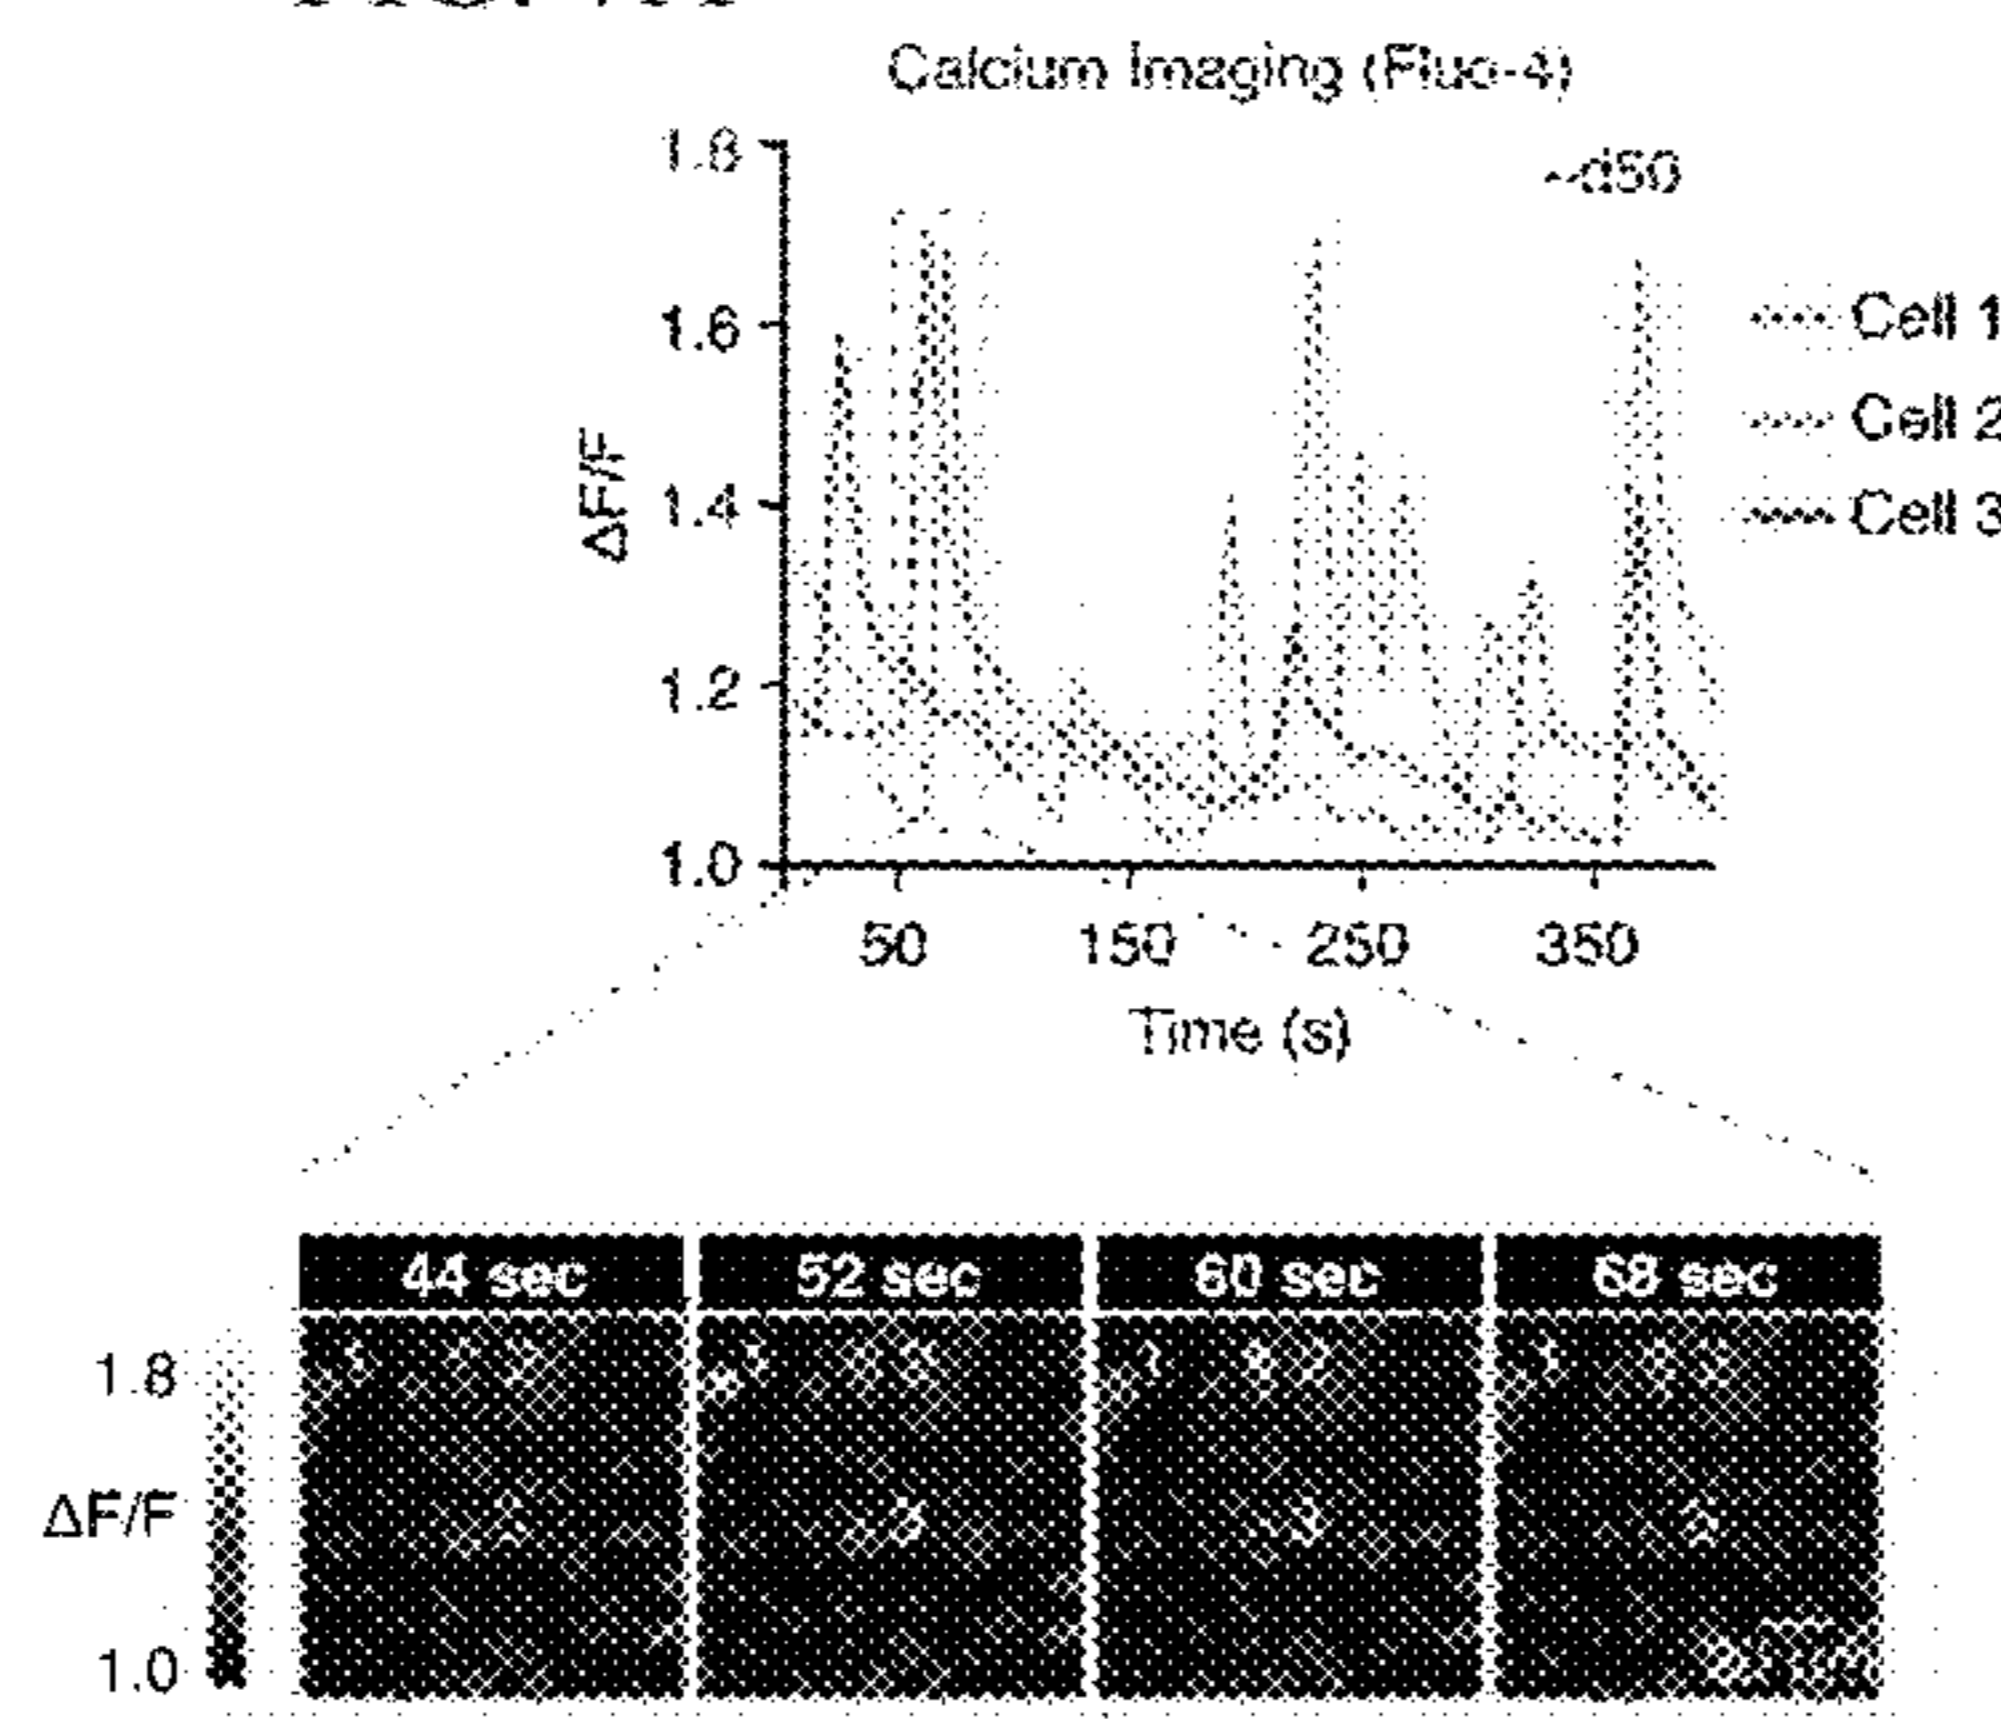 Calcium Imaging (Fluo-4)
1.8
~d50
1.6
Cell 1
Cell 2
ΔF/F
1.4
Cell 3
1.2
1.0
50 150 250 350
Time (s)
44 sec 52 sec 60 sec 68 sec
1.8
ΔF/F
1.0